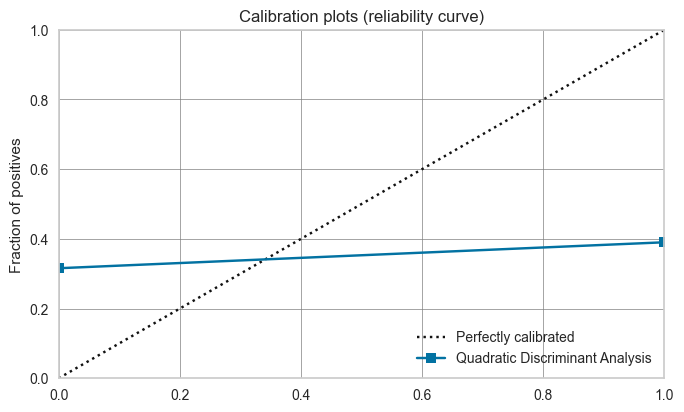 Calibration plots (reliability curve)
1.0
0.8
0.6
0.4
0.2
0.0
Fraction of positives
0.0 0.2 0.4 0.6 0.8 1.0
Perfectly calibrated
Quadratic Discriminant Analysis